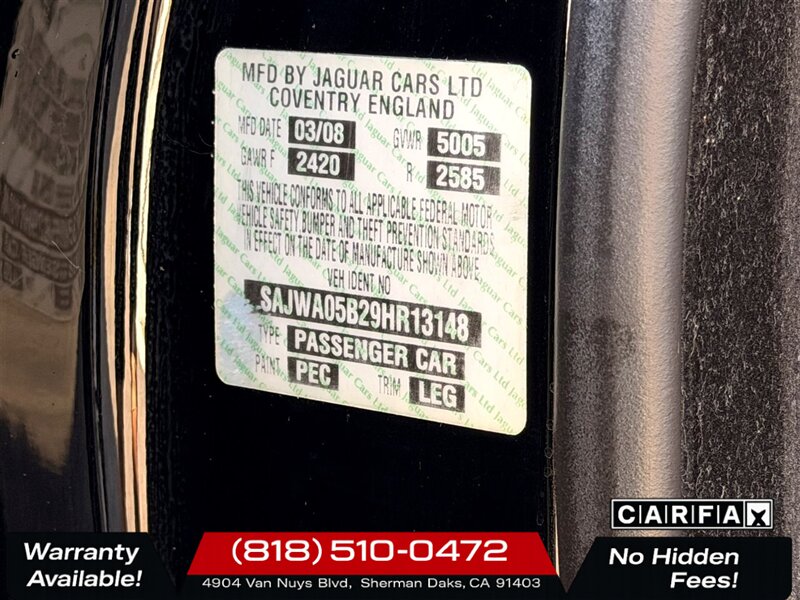 MFD BY JAGUAR CARS LTD
COVENTRY ENGLAND
MFD DATE 03/08 GVWR 5005
GAWR F 2420 R 2585
THIS VEHICLE CONFORMS TO ALL APPLICABLE FEDERAL MOTOR
VEHICLE SAFETY BUMPER AND THEFT PREVENTION STANDARDS
IN EFFECT ON THE DATE OF MANUFACTURE SHOWN ABOVE.
VEH IDENT NO
SAJWA05B29HR13148
TYPE PASSENGER CAR
PAINT PEC TRIM LEG
CARFAX
Warranty
Available!
(818) 510-0472
4904 Van Nuys Blvd, Sherman Daks, CA 91403
No Hidden
Fees!